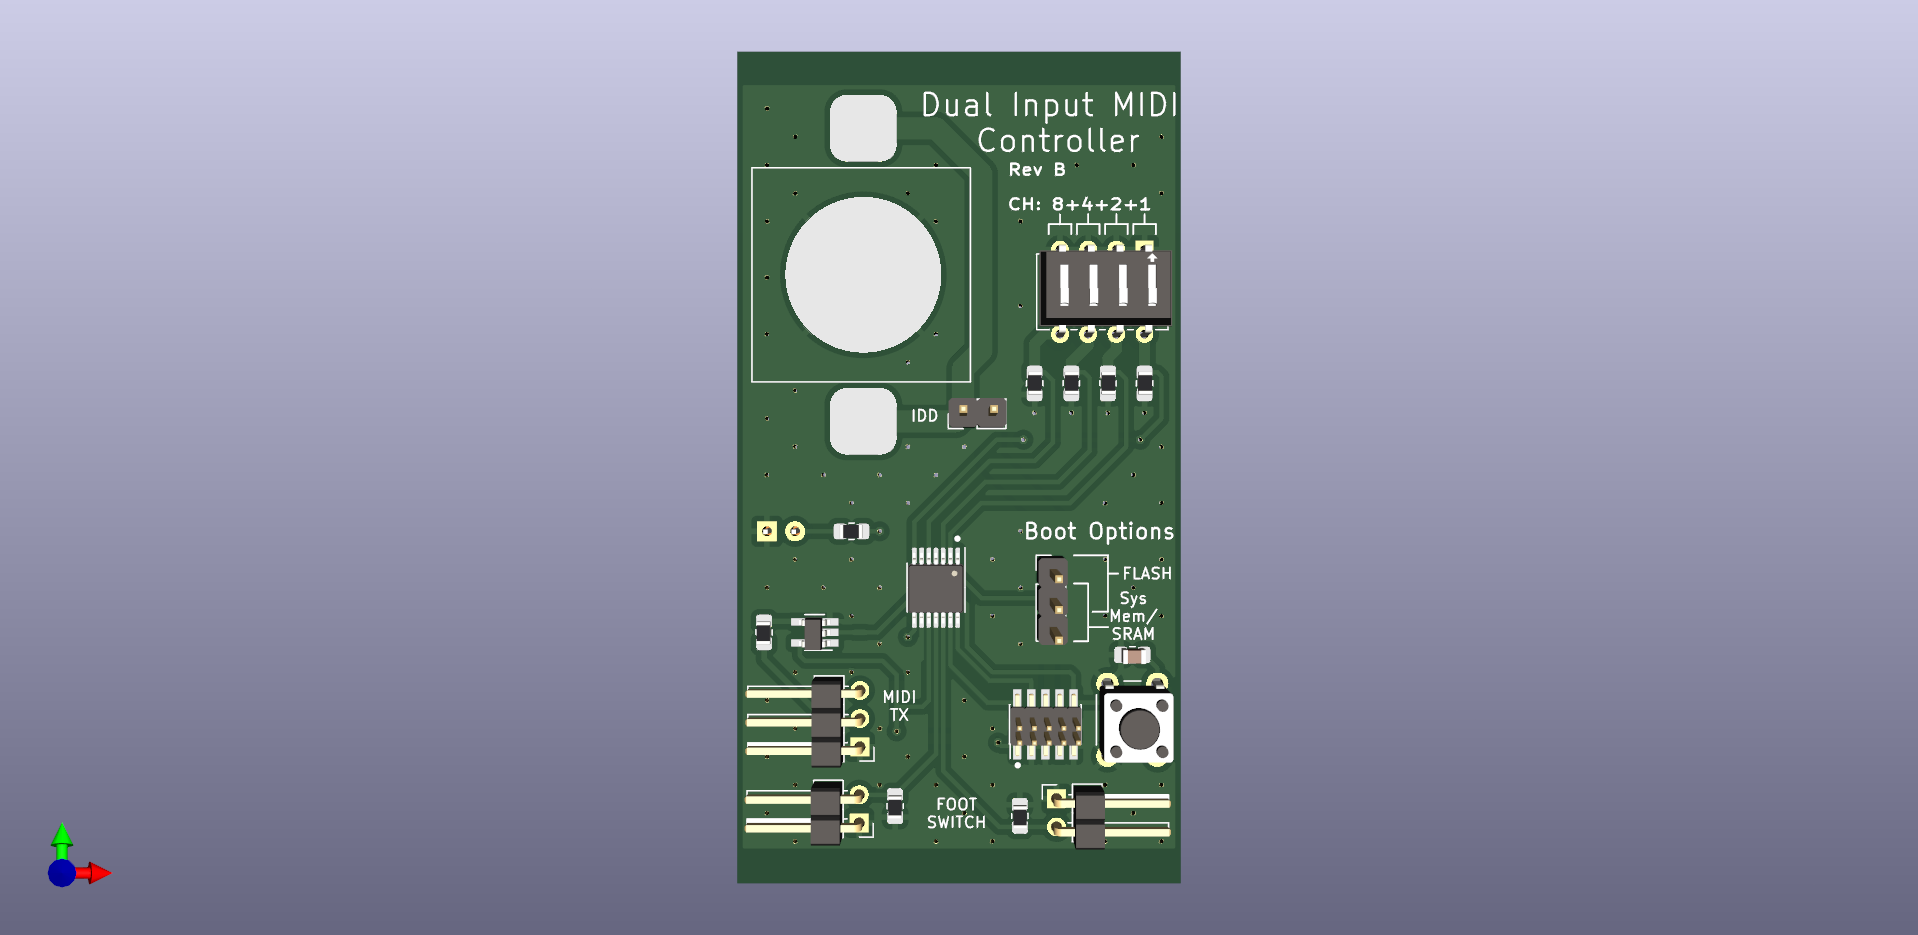 Dual Input MIDI
Controller
Rev B
CH: 8+4+2+1
IDD
Boot Options
FLASH
Sys
Mem/
SRAM
MIDI
TX
FOOT
SWITCH